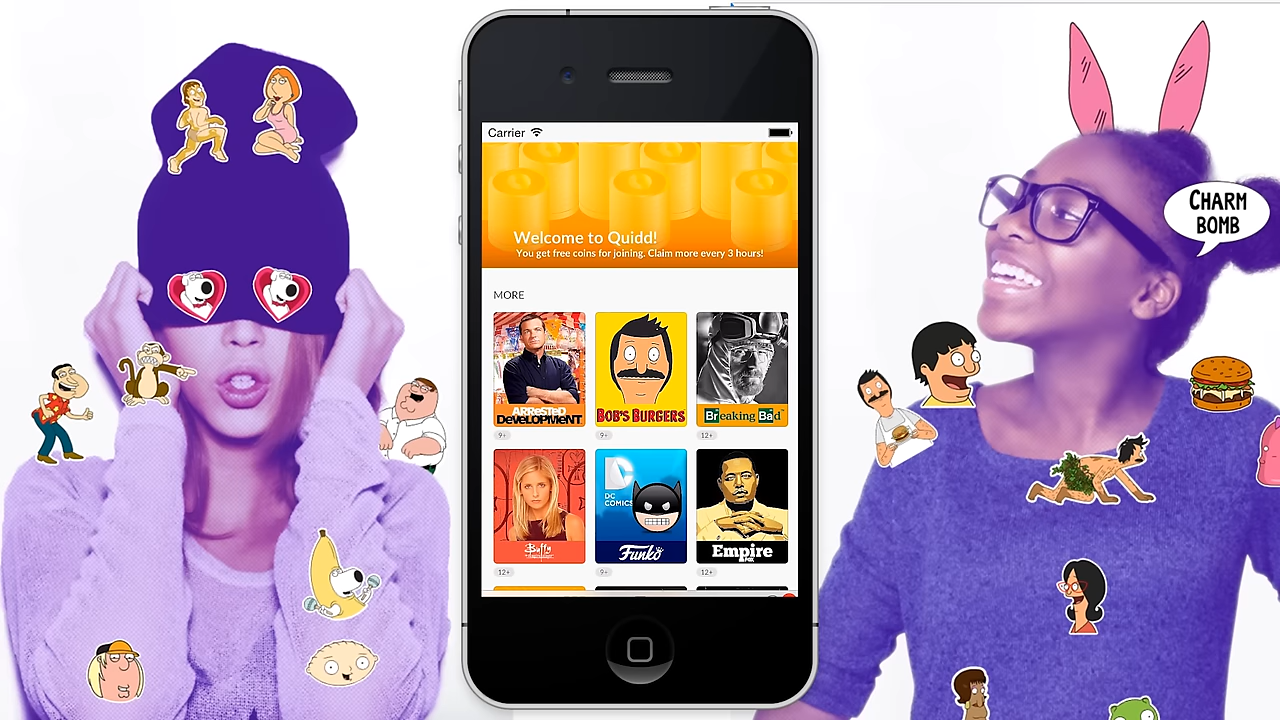 Carrier
Welcome to Quidd!
You get free coins for joining. Claim more every 3 hours!
MORE
ARRESTED
DEVELOPMENT
BOB'S BURGERS
Breaking Bad
9+
9+
12+
DC
COMICS
Buffy
Funko
Empire
FOX
12+
9+
12+
CHARM
BOMB